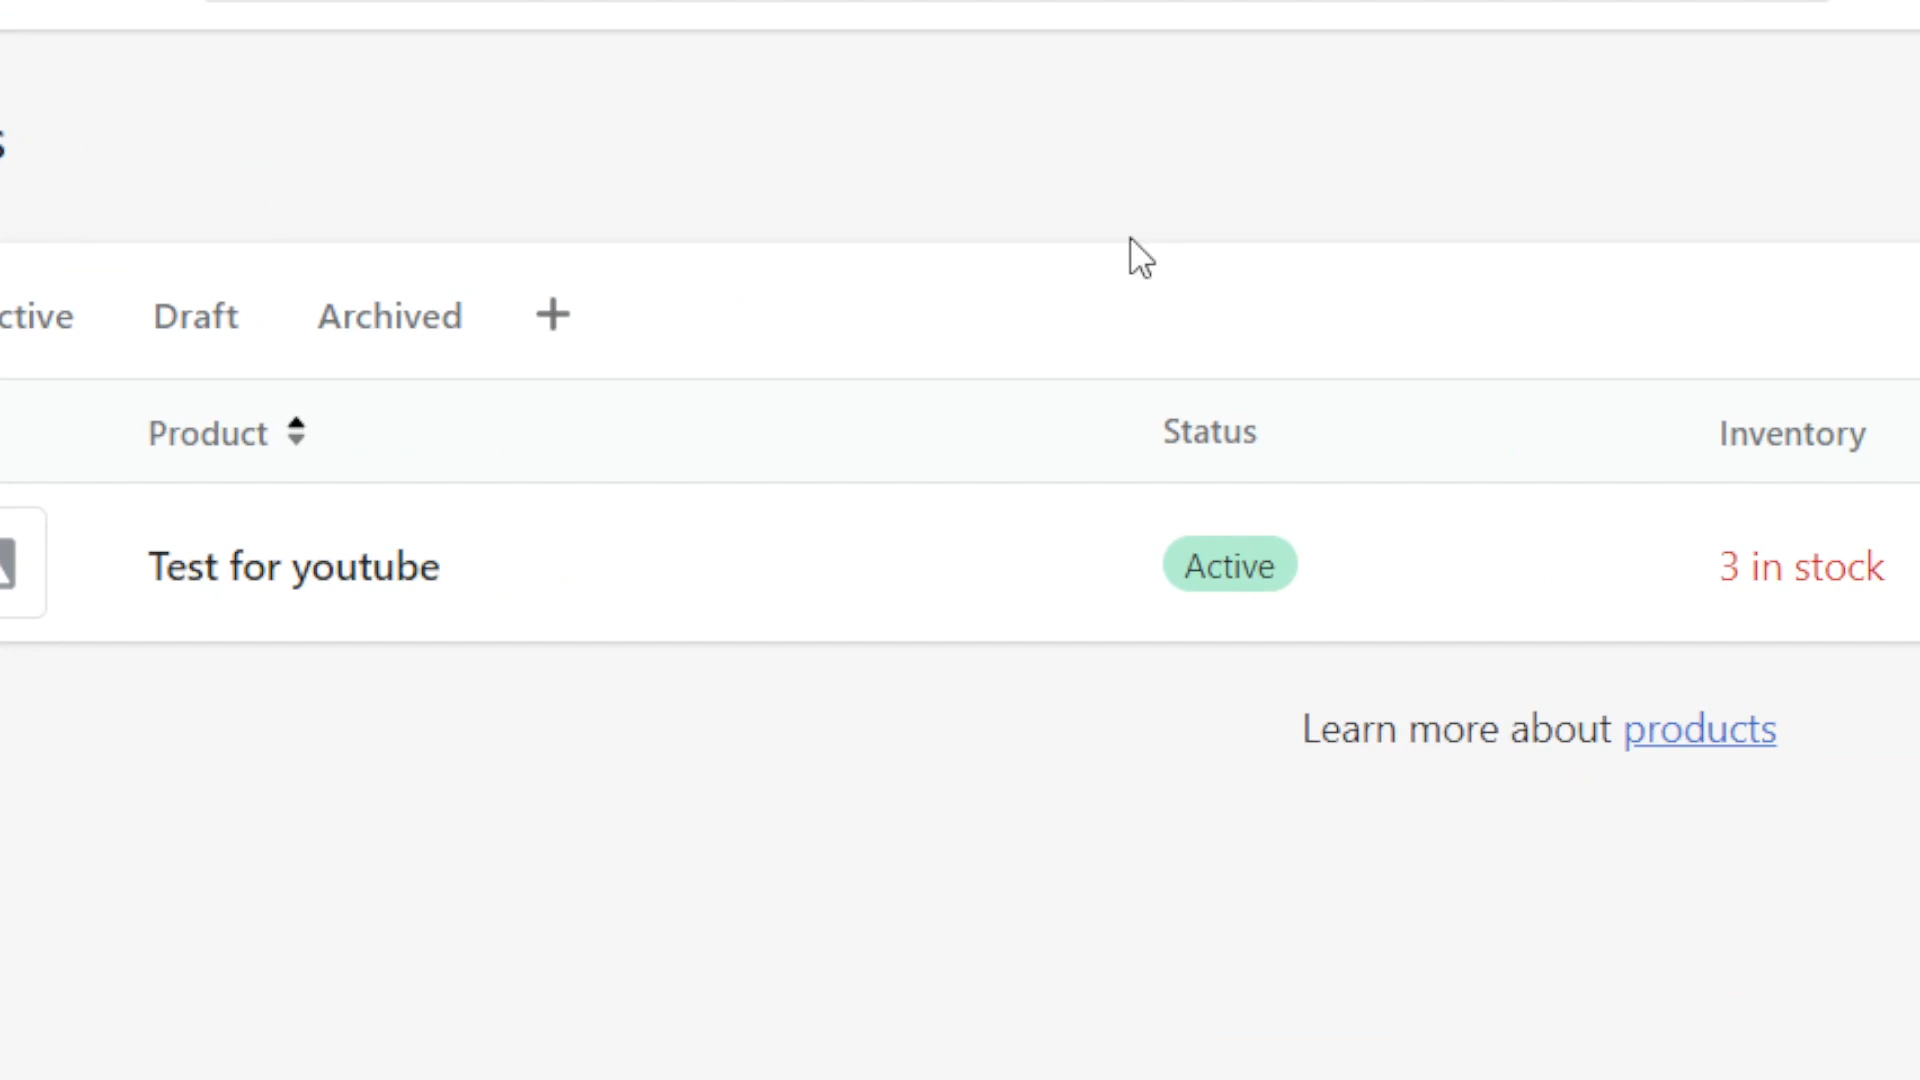 s
ctive Draft Archived +
Product Status Inventory
Test for youtube Active 3 in stock
Learn more about products